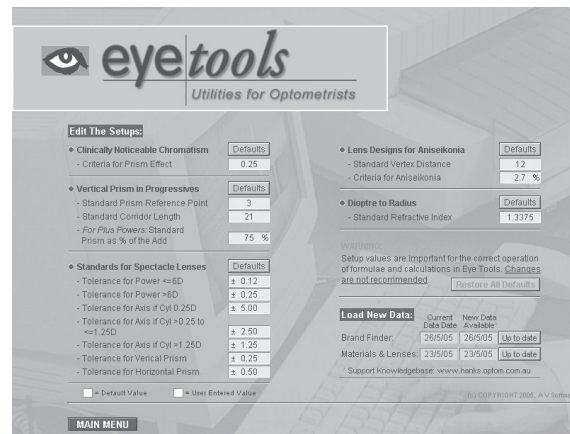 eyetools
Utilities for Optometrists
Edit The Setups:
Clinically Noticeable Chromatism Defaults
- Criteria for Prism Effect 0.25
Vertical Prism in Progressives Defaults
- Standard Prism Reference Point 3
- Standard Corridor Length 21
- For Plus Powers: Standard
Prism as % of the Add 75 %
Standards for Spectacle Lenses Defaults
- Tolerance for Power <=6D ± 0.12
- Tolerance for Power >6D ± 0.25
- Tolerance for Axis if Cyl 0.25D ± 5.00
- Tolerance for Axis if Cyl >0.25 to
<=1.25D ± 2.50
- Tolerance for Axis if Cyl >1.25D ± 1.25
- Tolerance for Verical Prism ± 0.25
- Tolerance for Horizontal Prism ± 0.50
= Default Value = User Entered Value
MAIN MENU
Lens Designs for Aniseikonia Defaults
- Standard Vertex Distance 12
- Criteria for Aniseikonia 2.7 %
Dioptre to Radius Defaults
- Standard Refractive Index 1.3375
WARNING:
Setup values are important for the correct operation
of formulae and calculations in Eye Tools. Changes
are not recommended. Restore All Defaults
Load New Data: Current Data Date New Data Available*
Brand Finder: 26/5/05 26/5/05 Up to date
Materials & Lenses: 23/5/05 23/5/05 Up to date
* Support Knowledgebase: www.hanks.optom.com.au
(c) COPYRIGHT 2005, A V